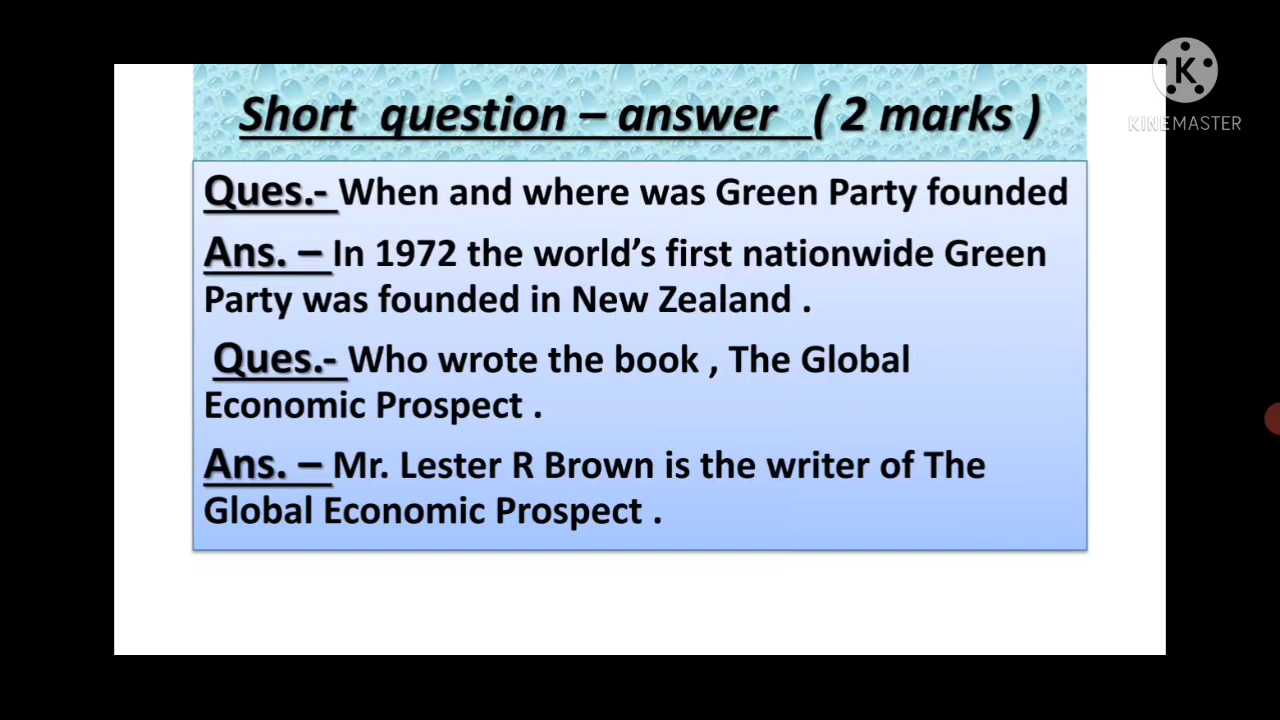 Short question – answer ( 2 marks )
Ques.- When and where was Green Party founded
Ans. – In 1972 the world’s first nationwide Green
Party was founded in New Zealand .
Ques.- Who wrote the book , The Global
Economic Prospect .
Ans. – Mr. Lester R Brown is the writer of The
Global Economic Prospect .
K
KINEMASTER